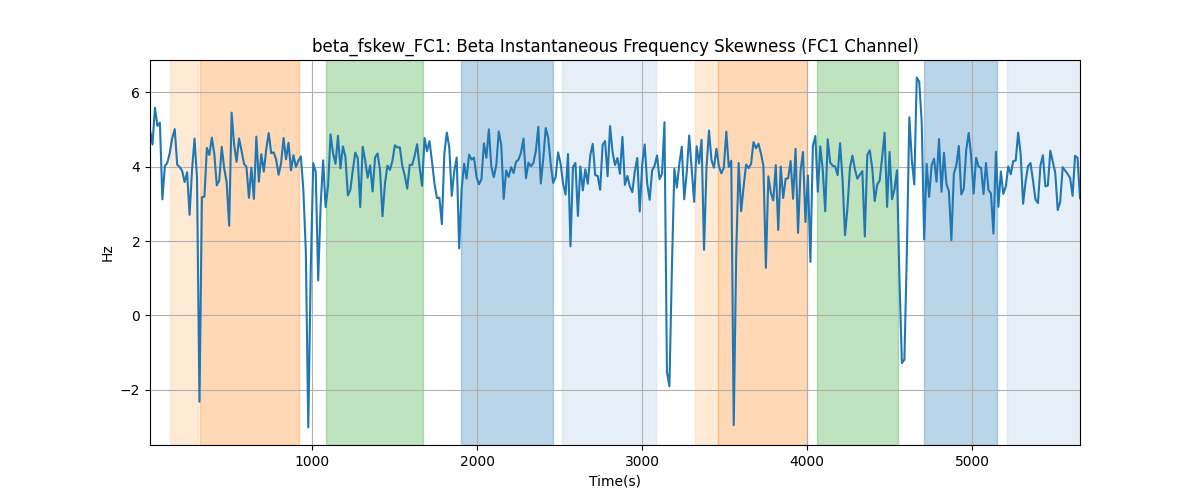 beta_fskew_FC1: Beta Instantaneous Frequency Skewness (FC1 Channel)
6
4
2
0
−2
Hz
1000 2000 3000 4000 5000
Time(s)